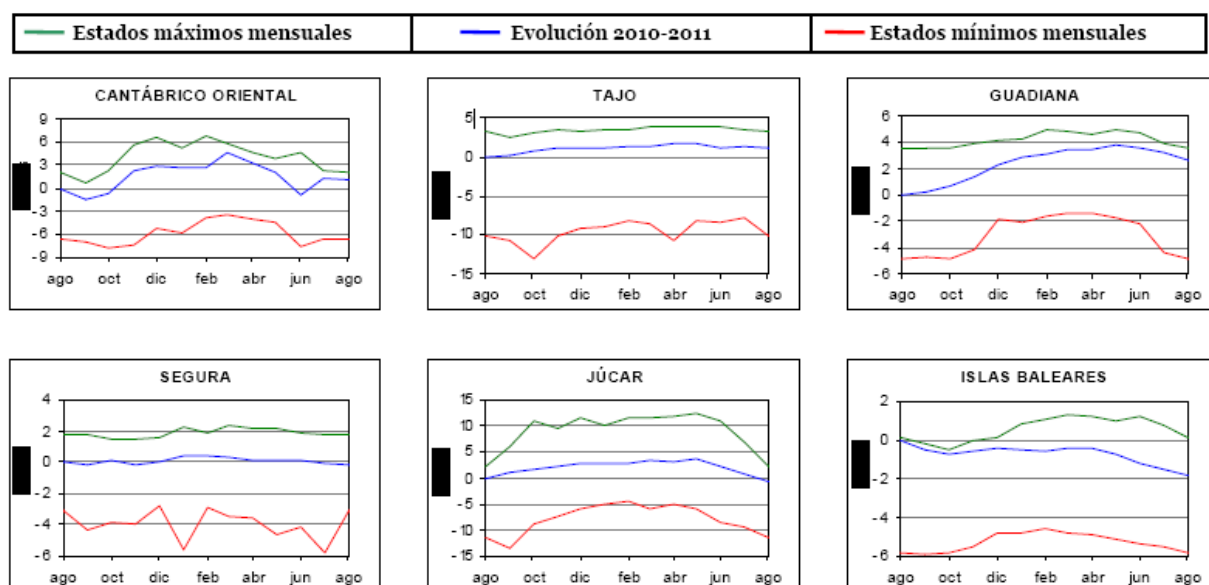 Estados máximos mensuales Evolución 2010-2011 Estados mínimos mensuales
CANTÁBRICO ORIENTAL
9
6
3
0
-3
-6
-9
ago oct dic feb abr jun ago
TAJO
5
0
-5
-10
-15
ago oct dic feb abr jun ago
GUADIANA
6
4
2
0
-2
-4
-6
ago oct dic feb abr jun ago
SEGURA
4
2
0
-2
-4
-6
ago oct dic feb abr jun ago
JÚCAR
15
10
5
0
-5
-10
-15
ago oct dic feb abr jun ago
ISLAS BALEARES
2
0
-2
-4
-6
ago oct dic feb abr jun ago